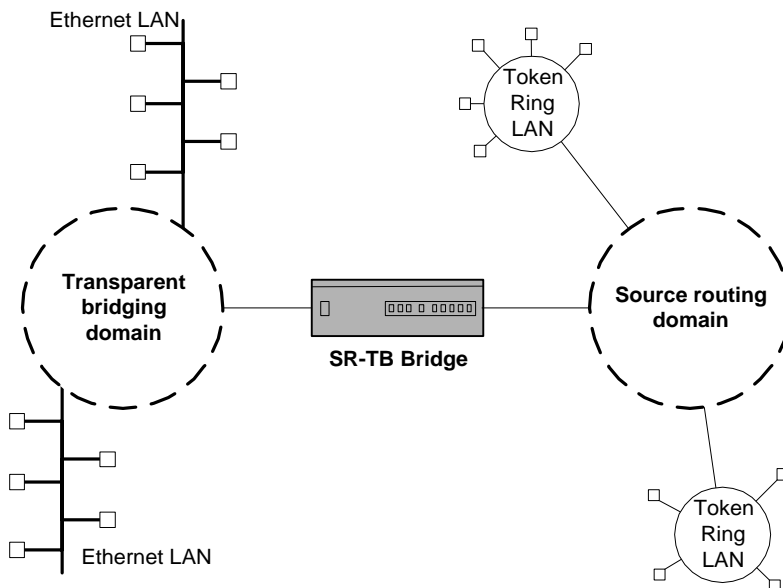 Ethernet LAN
Token
Ring
LAN
Transparent
bridging
domain
Source routing
domain
SR-TB Bridge
Ethernet LAN
Token
Ring
LAN